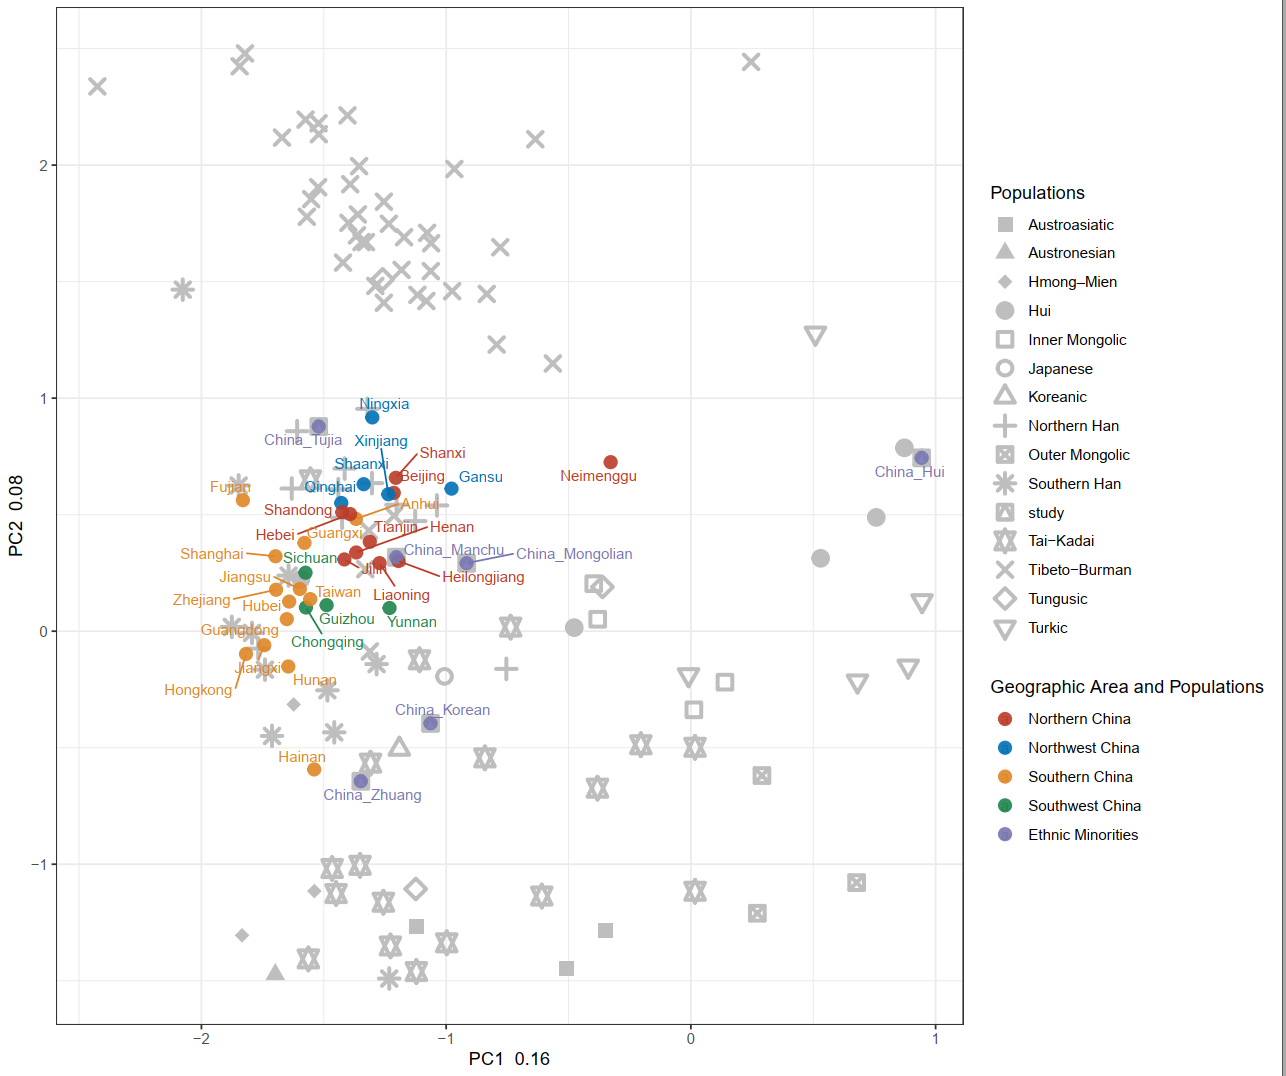 2
1
0
−1
−2
−1
0
1
PC1 0.16
PC2 0.08
Ningxia
China_Tujia
Xinjiang
Shanxi
Shaanxi
Beijing
Gansu
Neimenggu
China_Hui
Fujian
Qinghai
Anhui
Shandong
Hebei
Guangxi
Tianjin
Henan
Shanghai
Sichuan
China_Manchu
China_Mongolian
Jilin
Heilongjiang
Jiangsu
Zhejiang
Hubei
Taiwan
Liaoning
Guizhou
Yunnan
Guangdong
Chongqing
Jiangxi
Hongkong
Hunan
China_Korean
Hainan
China_Zhuang
Populations
Austroasiatic
Austronesian
Hmong−Mien
Hui
Inner Mongolic
Japanese
Koreanic
Northern Han
Outer Mongolic
Southern Han
study
Tai−Kadai
Tibeto−Burman
Tungusic
Turkic
Geographic Area and Populations
Northern China
Northwest China
Southern China
Southwest China
Ethnic Minorities